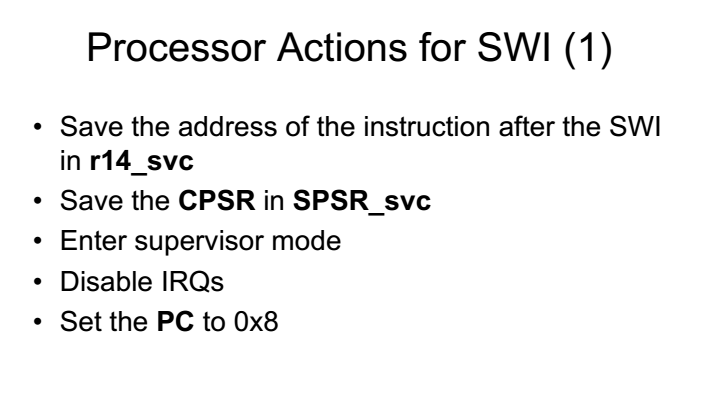 Processor Actions for SWI (1)
• Save the address of the instruction after the SWI
in r14_svc
• Save the CPSR in SPSR_svc
• Enter supervisor mode
• Disable IRQs
• Set the PC to 0x8